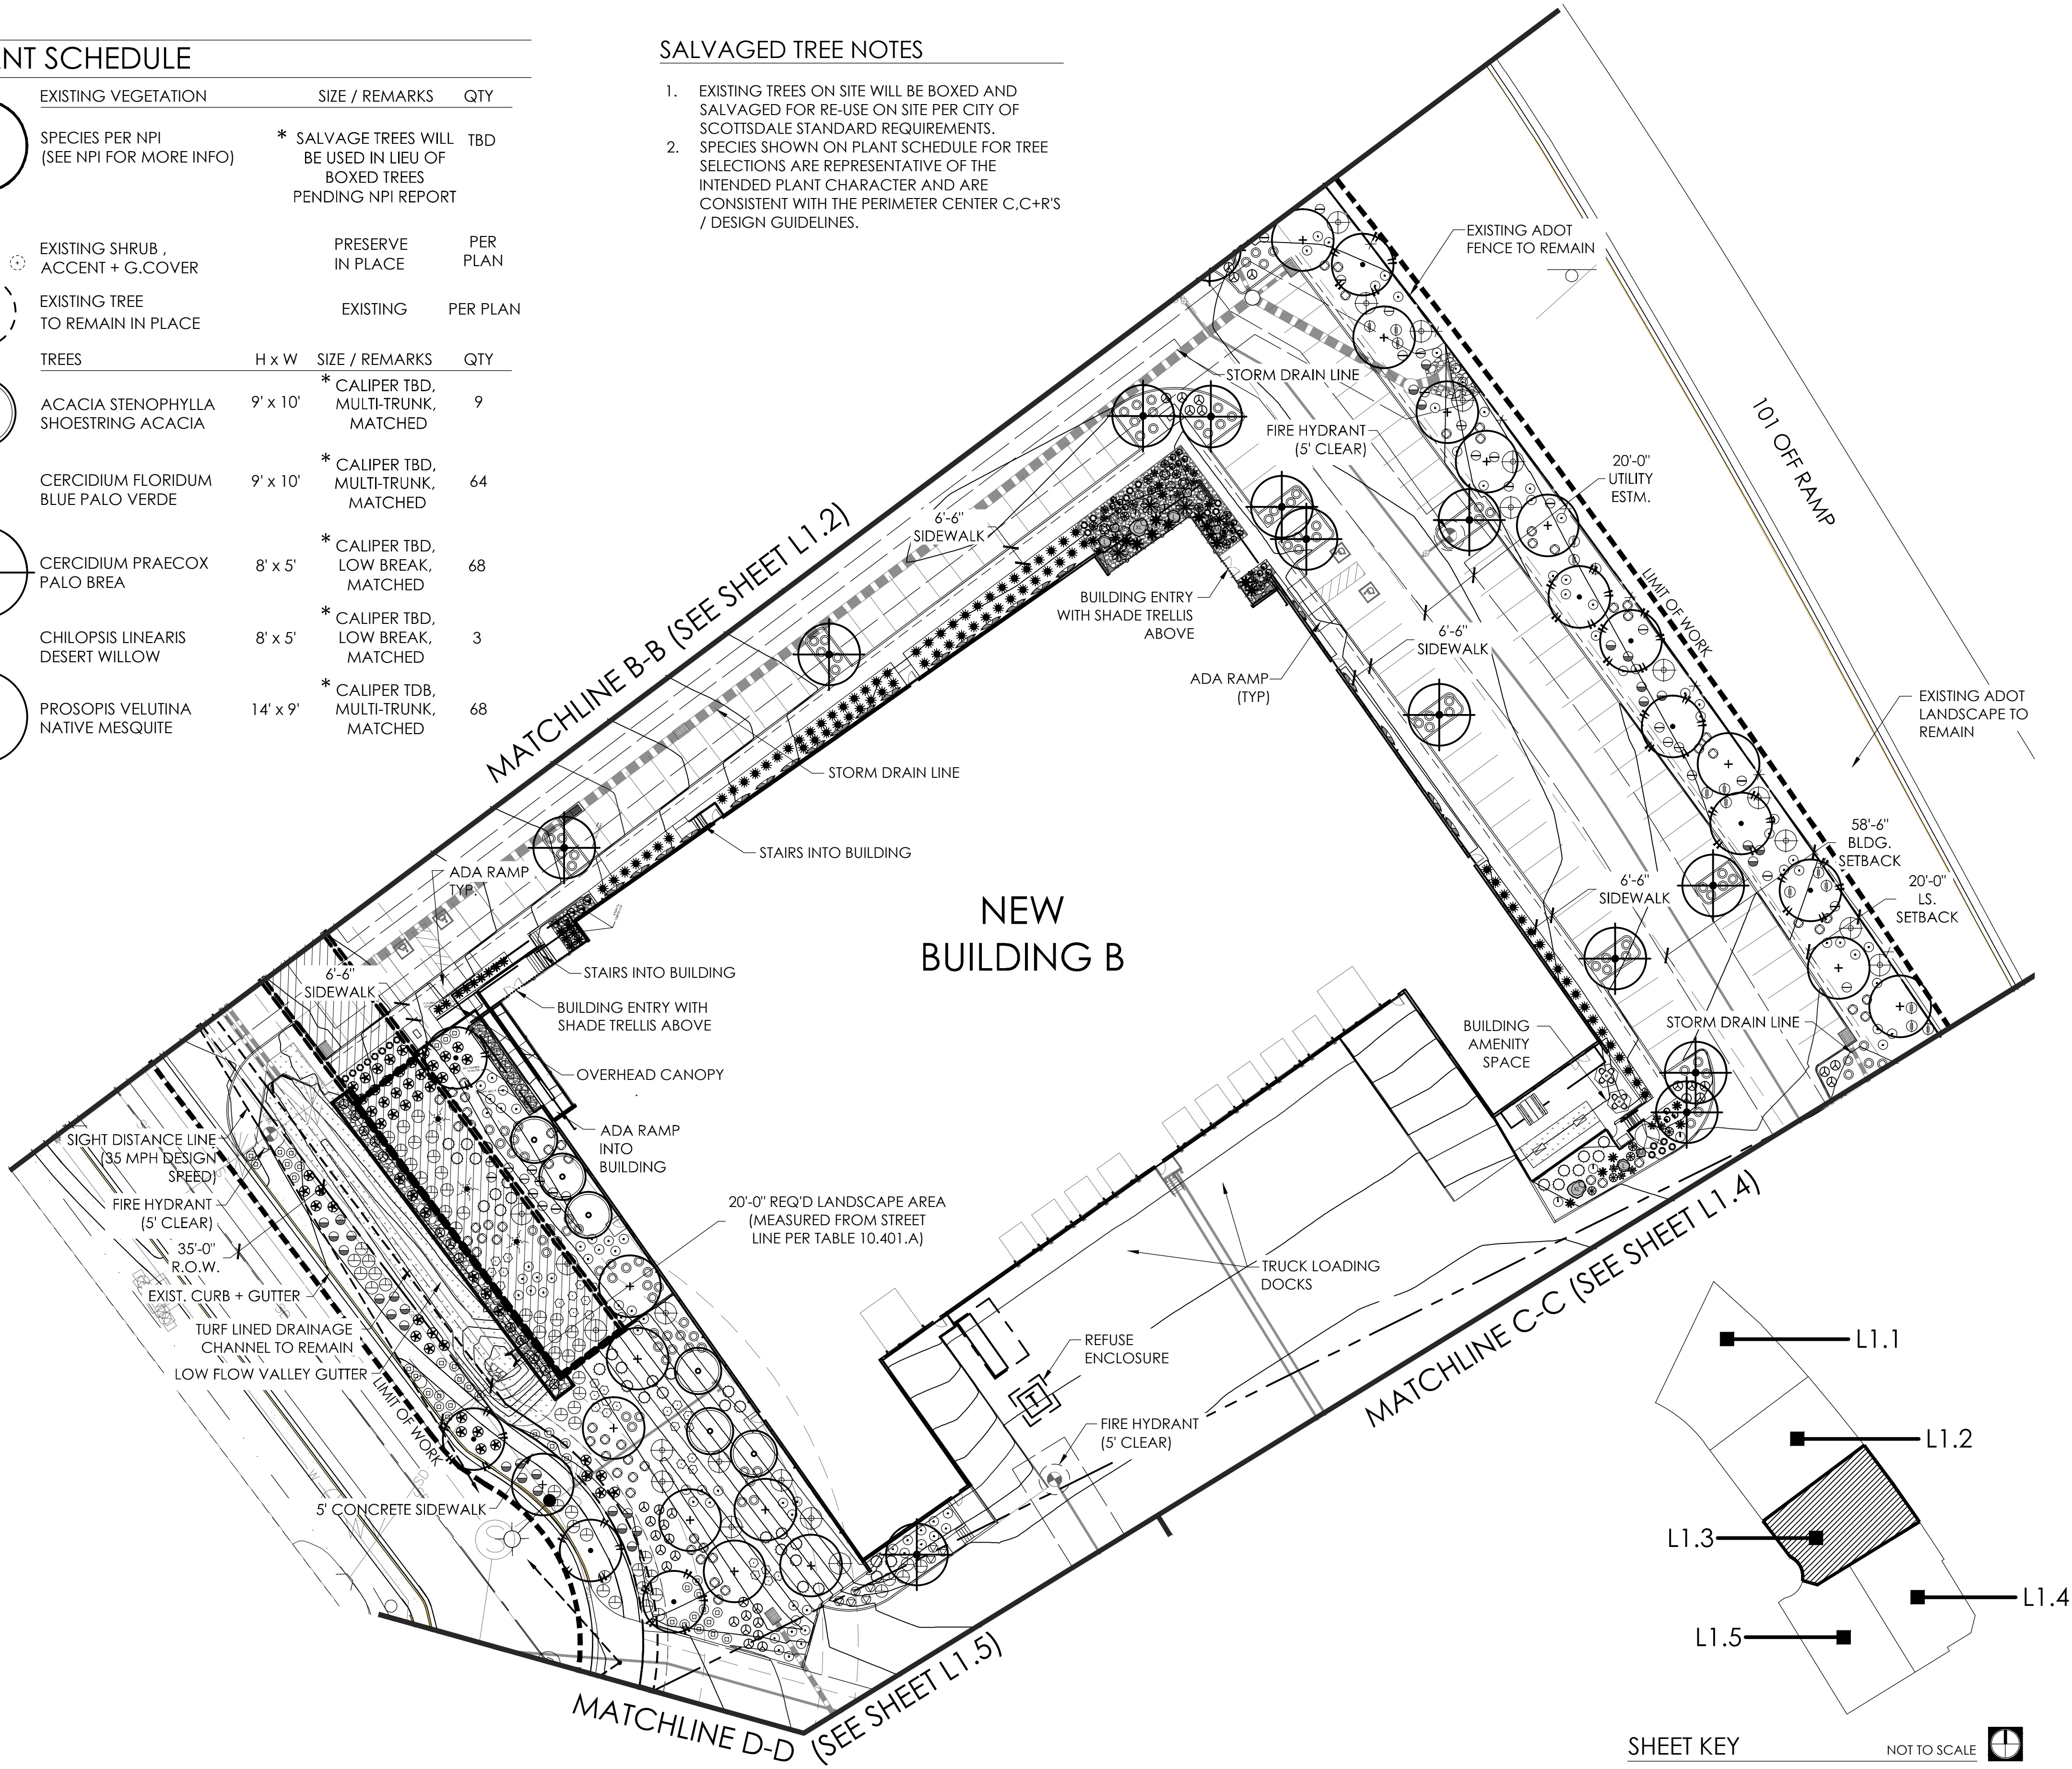 NT SCHEDULE
EXISTING VEGETATION SIZE / REMARKS QTY
SPECIES PER NPI
(SEE NPI FOR MORE INFO)
* SALVAGE TREES WILL
BE USED IN LIEU OF
BOXED TREES
PENDING NPI REPORT
TBD
EXISTING SHRUB ,
ACCENT + G.COVER
PRESERVE
IN PLACE
PER
PLAN
EXISTING TREE
TO REMAIN IN PLACE
EXISTING
PER PLAN
TREES H x W SIZE / REMARKS QTY
ACACIA STENOPHYLLA
SHOESTRING ACACIA
9' x 10'
* CALIPER TBD,
MULTI-TRUNK,
MATCHED
9
CERCIDIUM FLORIDUM
BLUE PALO VERDE
9' x 10'
* CALIPER TBD,
MULTI-TRUNK,
MATCHED
64
CERCIDIUM PRAECOX
PALO BREA
8' x 5'
* CALIPER TBD,
LOW BREAK,
MATCHED
68
CHILOPSIS LINEARIS
DESERT WILLOW
8' x 5'
* CALIPER TBD,
LOW BREAK,
MATCHED
3
PROSOPIS VELUTINA
NATIVE MESQUITE
14' x 9'
* CALIPER TDB,
MULTI-TRUNK,
MATCHED
68
SALVAGED TREE NOTES
1. EXISTING TREES ON SITE WILL BE BOXED AND
SALVAGED FOR RE-USE ON SITE PER CITY OF
SCOTTSDALE STANDARD REQUIREMENTS.
2. SPECIES SHOWN ON PLANT SCHEDULE FOR TREE
SELECTIONS ARE REPRESENTATIVE OF THE
INTENDED PLANT CHARACTER AND ARE
CONSISTENT WITH THE PERIMETER CENTER C,C+R'S
/ DESIGN GUIDELINES.
EXISTING ADOT
FENCE TO REMAIN
STORM DRAIN LINE
FIRE HYDRANT
(5' CLEAR)
101 OFF RAMP
20'-0"
UTILITY
ESTM.
6'-6"
SIDEWALK
MATCHLINE B-B (SEE SHEET L1.2)
BUILDING ENTRY
WITH SHADE TRELLIS
ABOVE
LIMIT OF WORK
6'-6"
SIDEWALK
ADA RAMP
(TYP)
EXISTING ADOT
LANDSCAPE TO
REMAIN
STORM DRAIN LINE
STAIRS INTO BUILDING
58'-6"
BLDG.
SETBACK
20'-0"
LS.
SETBACK
6'-6"
SIDEWALK
ADA RAMP
TYP.
NEW
BUILDING B
6'-6"
SIDEWALK
STAIRS INTO BUILDING
BUILDING ENTRY WITH
SHADE TRELLIS ABOVE
STORM DRAIN LINE
BUILDING
AMENITY
SPACE
OVERHEAD CANOPY
ADA RAMP
INTO
BUILDING
SIGHT DISTANCE LINE
(35 MPH DESIGN
SPEED)
FIRE HYDRANT
(5' CLEAR)
35'-0"
R.O.W.
EXIST. CURB + GUTTER
TURF LINED DRAINAGE
CHANNEL TO REMAIN
LOW FLOW VALLEY GUTTER
LIMIT OF WORK
20'-0" REQ'D LANDSCAPE AREA
(MEASURED FROM STREET
LINE PER TABLE 10.401.A)
TRUCK LOADING
DOCKS
REFUSE
ENCLOSURE
FIRE HYDRANT
(5' CLEAR)
5' CONCRETE SIDEWALK
MATCHLINE C-C (SEE SHEET L1.4)
MATCHLINE D-D (SEE SHEET L1.5)
L1.1
L1.2
L1.3
L1.4
L1.5
SHEET KEY NOT TO SCALE